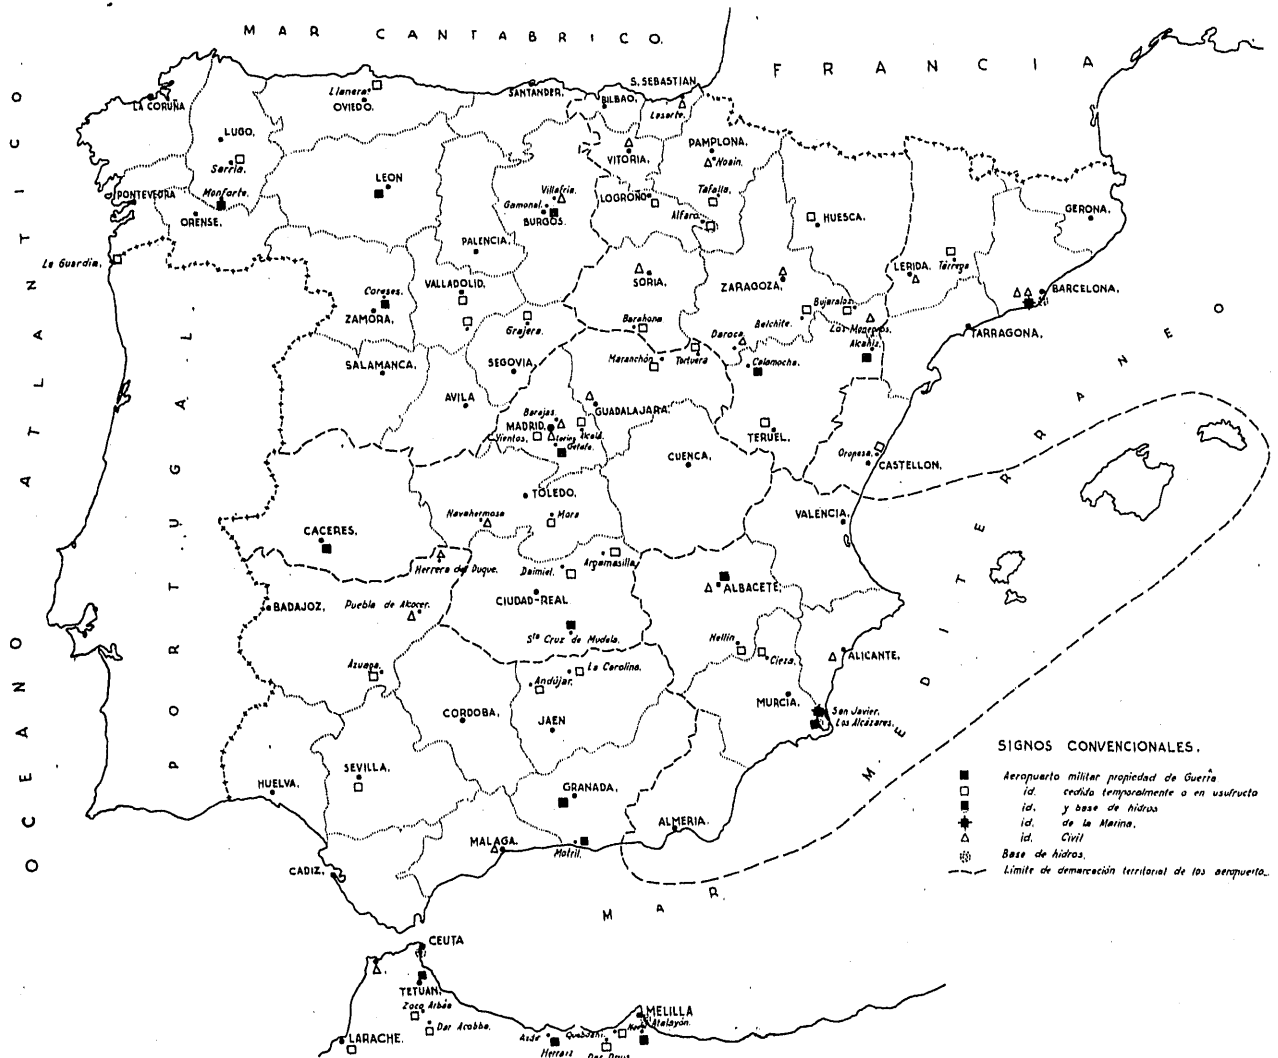 MAR CANTABRICO.
FRANCIA
OCEANO ATLANTICO.
PORTUGAL.
MAR MEDITERRANEO
LA CORUÑA
LUGO,
Sarria.
Monforte.
PONTEVEDRA
ORENSE,
La Guardia,
Llanera.
OVIEDO.
SANTANDER,
BILBAO,
S. SEBASTIAN
Lasarte.
VITORIA,
PAMPLONA,
Noain.
Tafalla.
LOGROÑO
Alfaro.
LEON
PALENCIA,
Villafria,
Gamonal.
BURGOS.
HUESCA,
LERIDA.
Tárrega
GERONA,
BARCELONA,
TARRAGONA,
ZARAGOZA,
Bujaraloz
Belchite.
Los Monegros.
Alcañiz.
Daroca
Calamocha.
TERUEL,
SORIA,
Barahona
Maranchón
Tortuera
VALLADOLID,
Coreses.
ZAMORA,
Grajera.
SALAMANCA,
SEGOVIA,
AVILA
Barajas.
MADRID,
Vientos.
Getafe.
GUADALAJARA,
CUENCA,
Oropesa.
CASTELLON,
VALENCIA,
TOLEDO,
Navahermosa
Mora
CACERES,
Herrera del Duque.
BADAJOZ,
Puebla de Alcocer.
Azuaga.
Daimiel.
Argamasilla.
CIUDAD-REAL
Sta Cruz de Mudela.
ALBACETE,
Hellín
Cieza.
ALICANTE,
MURCIA,
San Javier,
Los Alcázares.
La Carolina.
Andújar.
JAEN
CORDOBA,
SEVILLA,
HUELVA,
GRANADA,
Motril.
ALMERIA.
MALAGA.
CADIZ,
CEUTA
TETUAN,
Zoco Arbáa
Dar Acobba.
LARACHE.
MELILLA
Atalayón.
Herraiz
Dar Drius
SIGNOS CONVENCIONALES.
Aeropuerto militar propiedad de Guerra
id. cedido temporalmente o en usufructo
id. y base de hidros
id. de la Marina.
id. Civil
Base de hidros.
Limite de demarcación territorial de los aeropuerto..